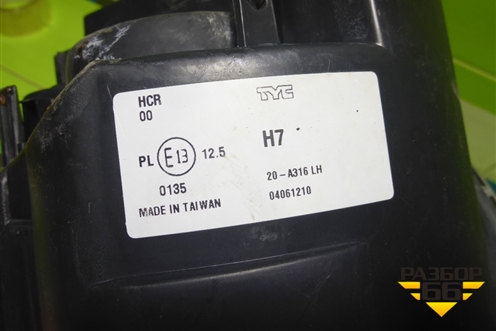 HCR
00
TYC
H7
PL E13 12.5
0135
20-A316 LH
04061210
MADE IN TAIWAN
РАЗБОР
66